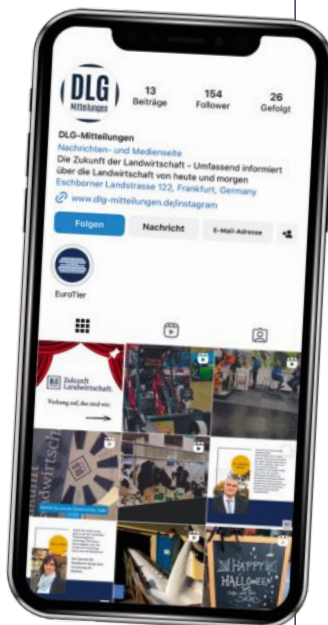 DLG
Mitteilungen
13
Beiträge
154
Follower
26
Gefolgt
DLG-Mitteilungen
Nachrichten- und Medienseite
Die Zukunft der Landwirtschaft - Umfassend informiert
über die Landwirtschaft von heute und morgen
Eschborner Landstrasse 122, Frankfurt, Germany
www.dlg-mitteilungen.de/instagram
Folgen
Nachricht
E-Mail-Adresse
EuroTier
Zukunft
Landwirtschaft
Vorhang auf, das sind wir.
HAPPY
HALLOWEEN